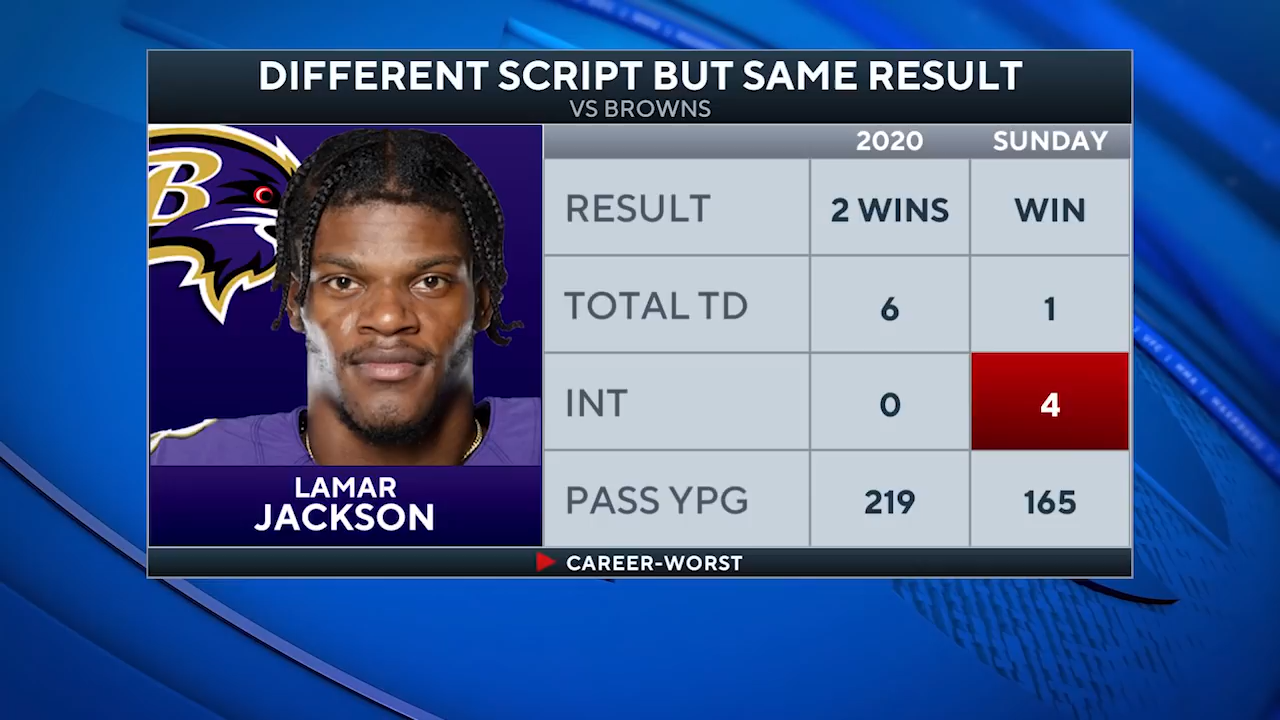 DIFFERENT SCRIPT BUT SAME RESULT
VS BROWNS
2020 SUNDAY
RESULT 2 WINS WIN
TOTAL TD 6 1
INT 0 4
PASS YPG 219 165
B
LAMAR
JACKSON
CAREER-WORST